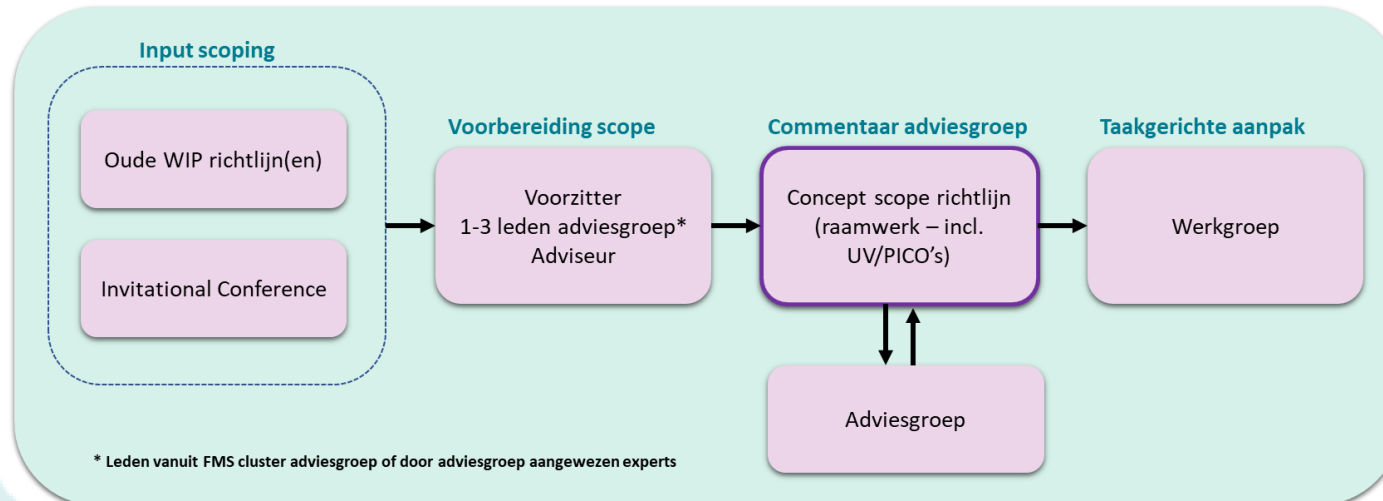 Input scoping
Oude WIP richtlijn(en)
Invitational Conference
Voorbereiding scope
Voorzitter
1-3 leden adviesgroep*
Adviseur
Commentaar adviesgroep
Concept scope richtlijn
(raamwerk – incl.
UV/PICO’s)
Adviesgroep
Taakgerichte aanpak
Werkgroep
* Leden vanuit FMS cluster adviesgroep of door adviesgroep aangewezen experts